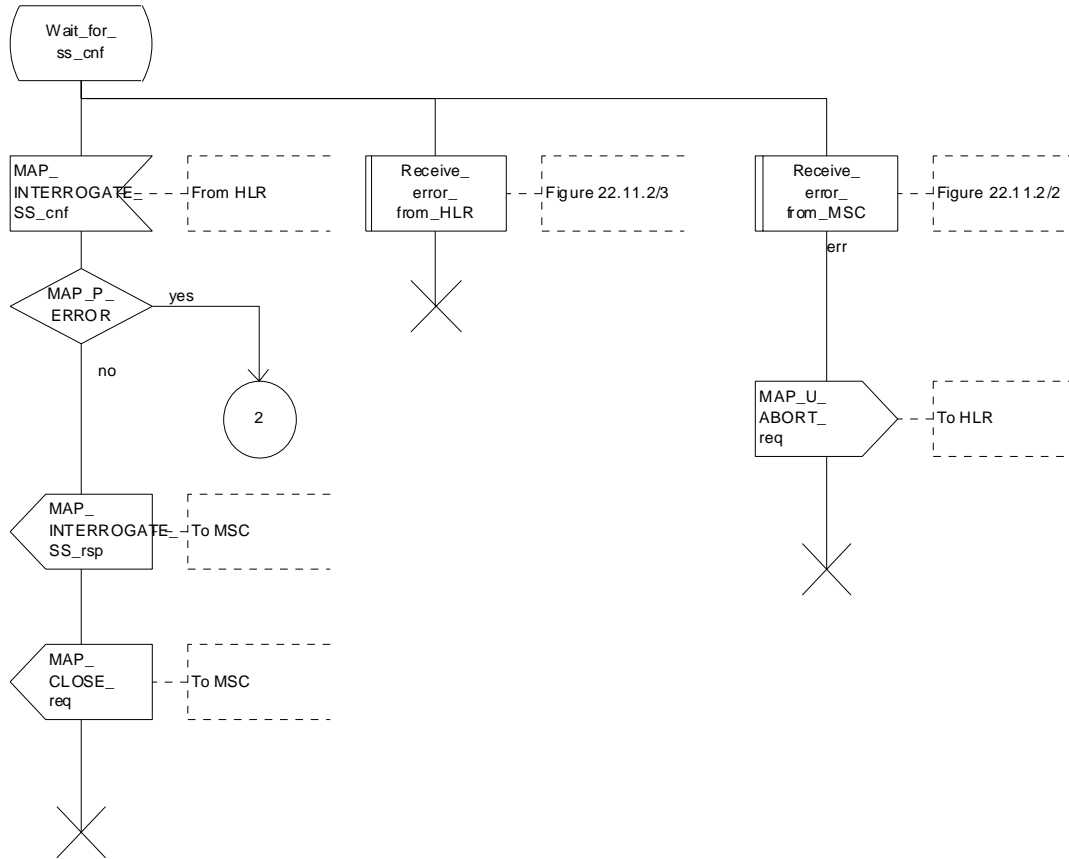 Wait_for_
ss_cnf
MAP_
INTERROGATE_
SS_cnf
From HLR
Receive_
error_
from_HLR
Figure 22.11.2/3
Receive_
error_
from_MSC
Figure 22.11.2/2
err
MAP_P_
ERROR
yes
no
2
MAP_U_
ABORT_
req
To HLR
MAP_
INTERROGATE_
SS_rsp
To MSC
MAP_
CLOSE_
req
To MSC